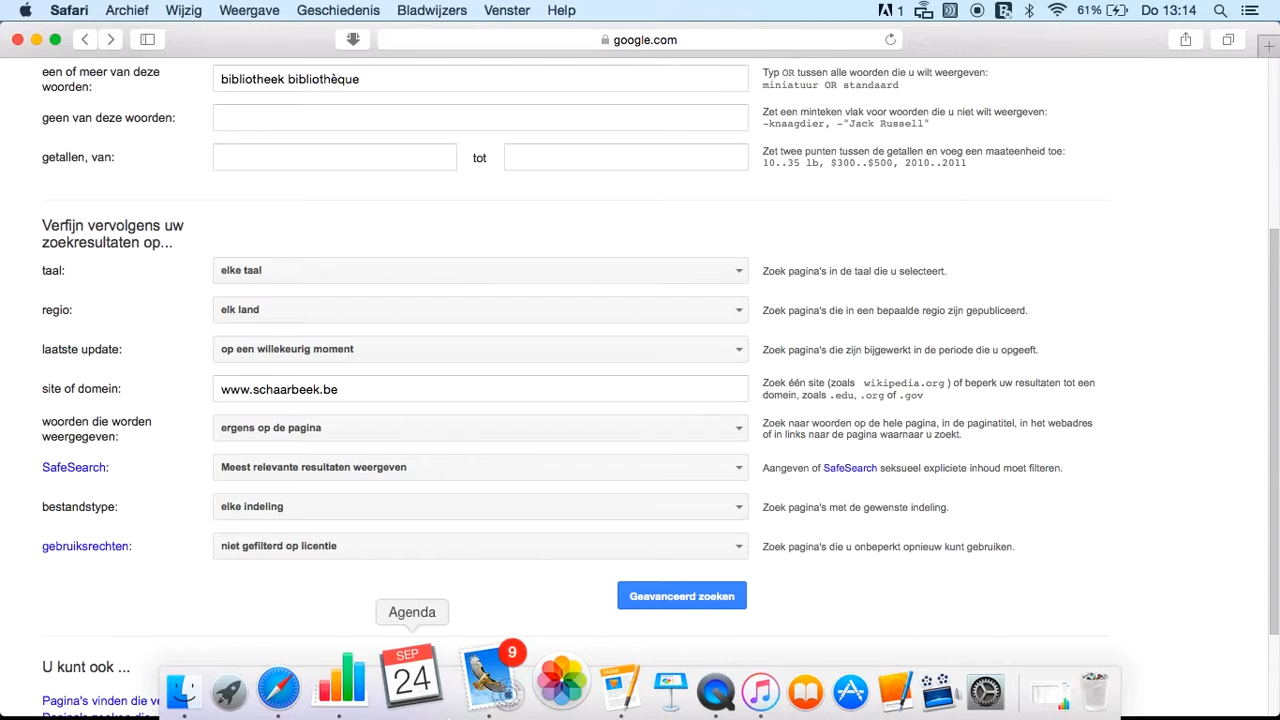 Safari Archief Wijzig Weergave Geschiedenis Bladwijzers Venster Help 1 61% Do 13:14
google.com
een of meer van deze
woorden:
bibliotheek bibliothèque
Typ OR tussen alle woorden die u wilt weergeven:
miniatuur OR standaard
geen van deze woorden:
Zet een minteken vlak voor woorden die u niet wilt weergeven:
-knaagdier, -"Jack Russell"
getallen, van:
tot
Zet twee punten tussen de getallen en voeg een maateenheid toe:
10..35 lb, $300..$500, 2010..2011
Verfijn vervolgens uw
zoekresultaten op...
taal:
elke taal
Zoek pagina's in de taal die u selecteert.
regio:
elk land
Zoek pagina's die in een bepaalde regio zijn gepubliceerd.
laatste update:
op een willekeurig moment
Zoek pagina's die zijn bijgewerkt in de periode die u opgeeft.
site of domein:
www.schaarbeek.be
Zoek één site (zoals wikipedia.org ) of beperk uw resultaten tot een
domein, zoals .edu, .org of .gov
woorden die worden
weergegeven:
ergens op de pagina
Zoek naar woorden op de hele pagina, in de paginatitel, in het webadres
of in links naar de pagina waarnaar u zoekt.
SafeSearch:
Meest relevante resultaten weergeven
Aangeven of SafeSearch seksueel expliciete inhoud moet filteren.
bestandstype:
elke indeling
Zoek pagina's met de gewenste indeling.
gebruiksrechten:
niet gefilterd op licentie
Zoek pagina's die u onbeperkt opnieuw kunt gebruiken.
Geavanceerd zoeken
Agenda
U kunt ook ...
SEP
24
9
PAGES
Pagina's vinden die ve